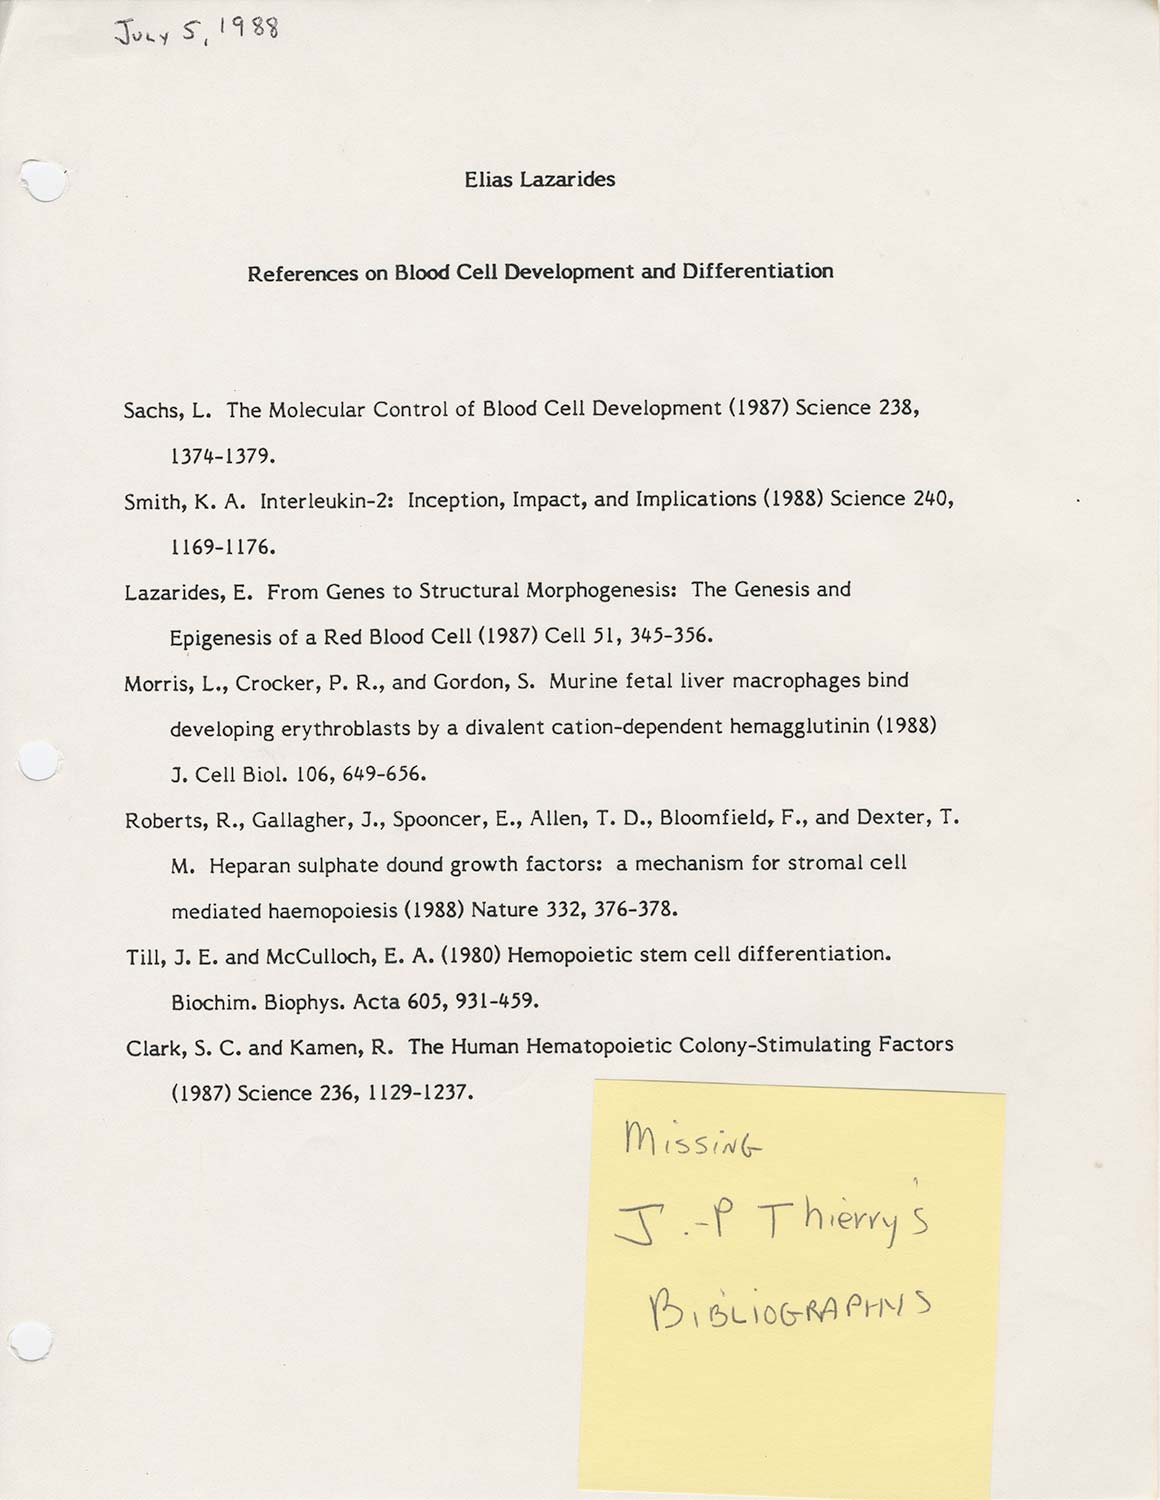 July 5, 1988
Elias Lazarides
References on Blood Cell Development and Differentiation
Sachs, L. The Molecular Control of Blood Cell Development (1987) Science 238,
1374-1379.
Smith, K. A. Interleukin-2: Inception, Impact, and Implications (1988) Science 240,
1169-1176.
Lazarides, E. From Genes to Structural Morphogenesis: The Genesis and
Epigenesis of a Red Blood Cell (1987) Cell 51, 345-356.
Morris, L., Crocker, P. R., and Gordon, S. Murine fetal liver macrophages bind
developing erythroblasts by a divalent cation-dependent hemagglutinin (1988)
J. Cell Biol. 106, 649-656.
Roberts, R., Gallagher, J., Spooncer, E., Allen, T. D., Bloomfield, F., and Dexter, T.
M. Heparan sulphate dound growth factors: a mechanism for stromal cell
mediated haemopoiesis (1988) Nature 332, 376-378.
Till, J. E. and McCulloch, E. A. (1980) Hemopoietic stem cell differentiation.
Biochim. Biophys. Acta 605, 931-459.
Clark, S. C. and Kamen, R. The Human Hematopoietic Colony-Stimulating Factors
(1987) Science 236, 1129-1237.
Missing
J.-P Thierry's